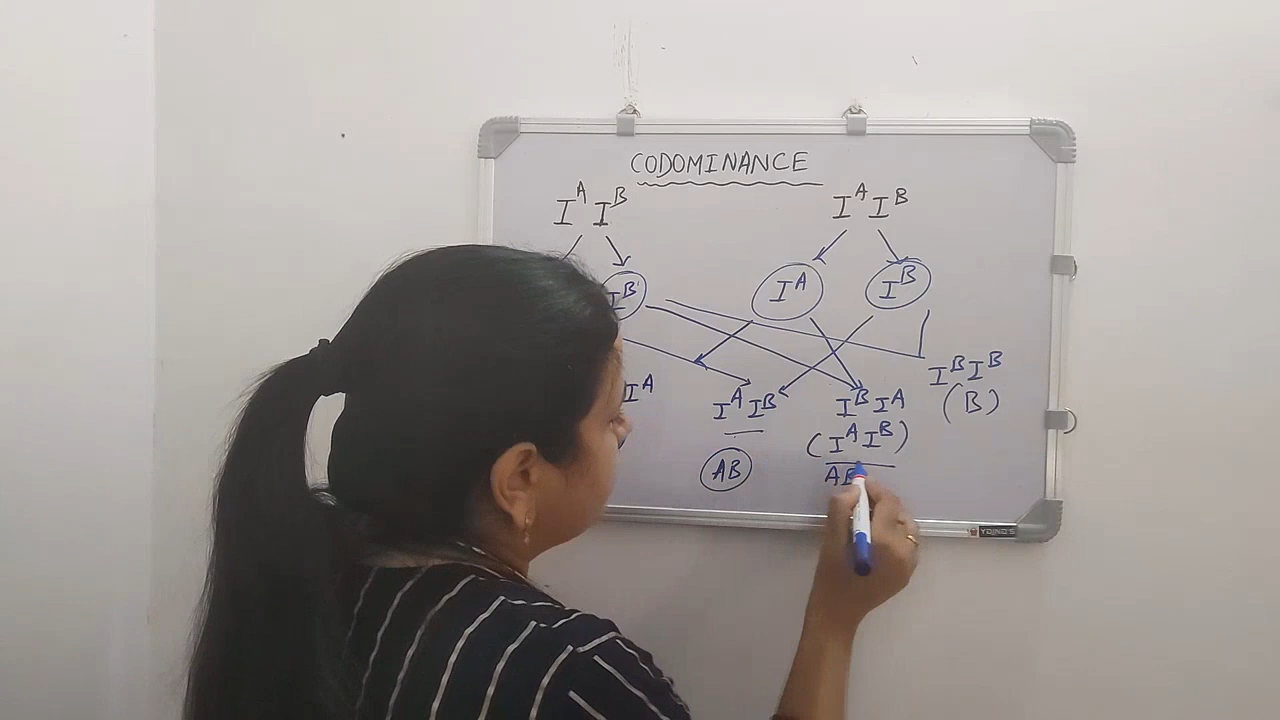 CODOMINANCE
I^A I^B I^A I^B
I^B I^A I^B
I^B I^B
I^A I^A I^B I^B I^A (B)
(I^A I^B)
AB AB